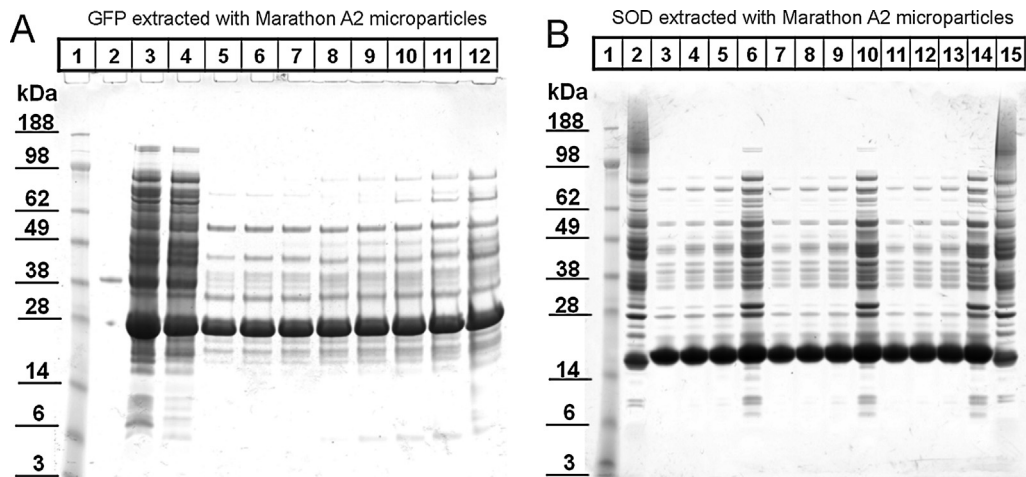 A
GFP extracted with Marathon A2 microparticles
1 2 3 4 5 6 7 8 9 10 11 12
kDa
188
98
62
49
38
28
14
6
3
B
SOD extracted with Marathon A2 microparticles
1 2 3 4 5 6 7 8 9 10 11 12 13 14 15
kDa
188
98
62
49
38
28
14
6
3